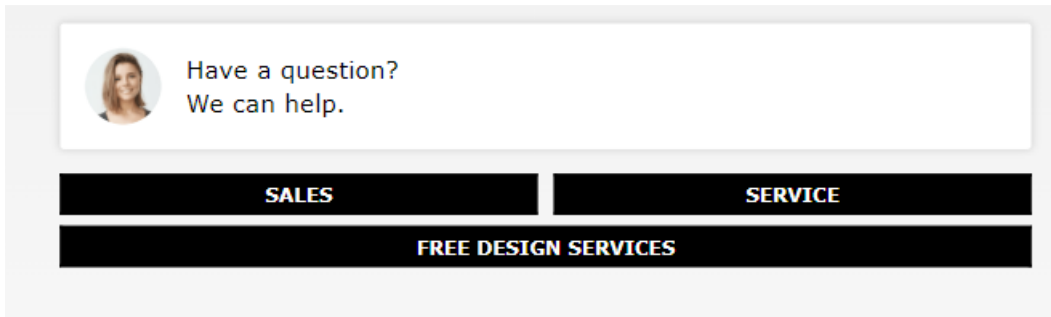 Have a question?
We can help.
SALES
SERVICE
FREE DESIGN SERVICES